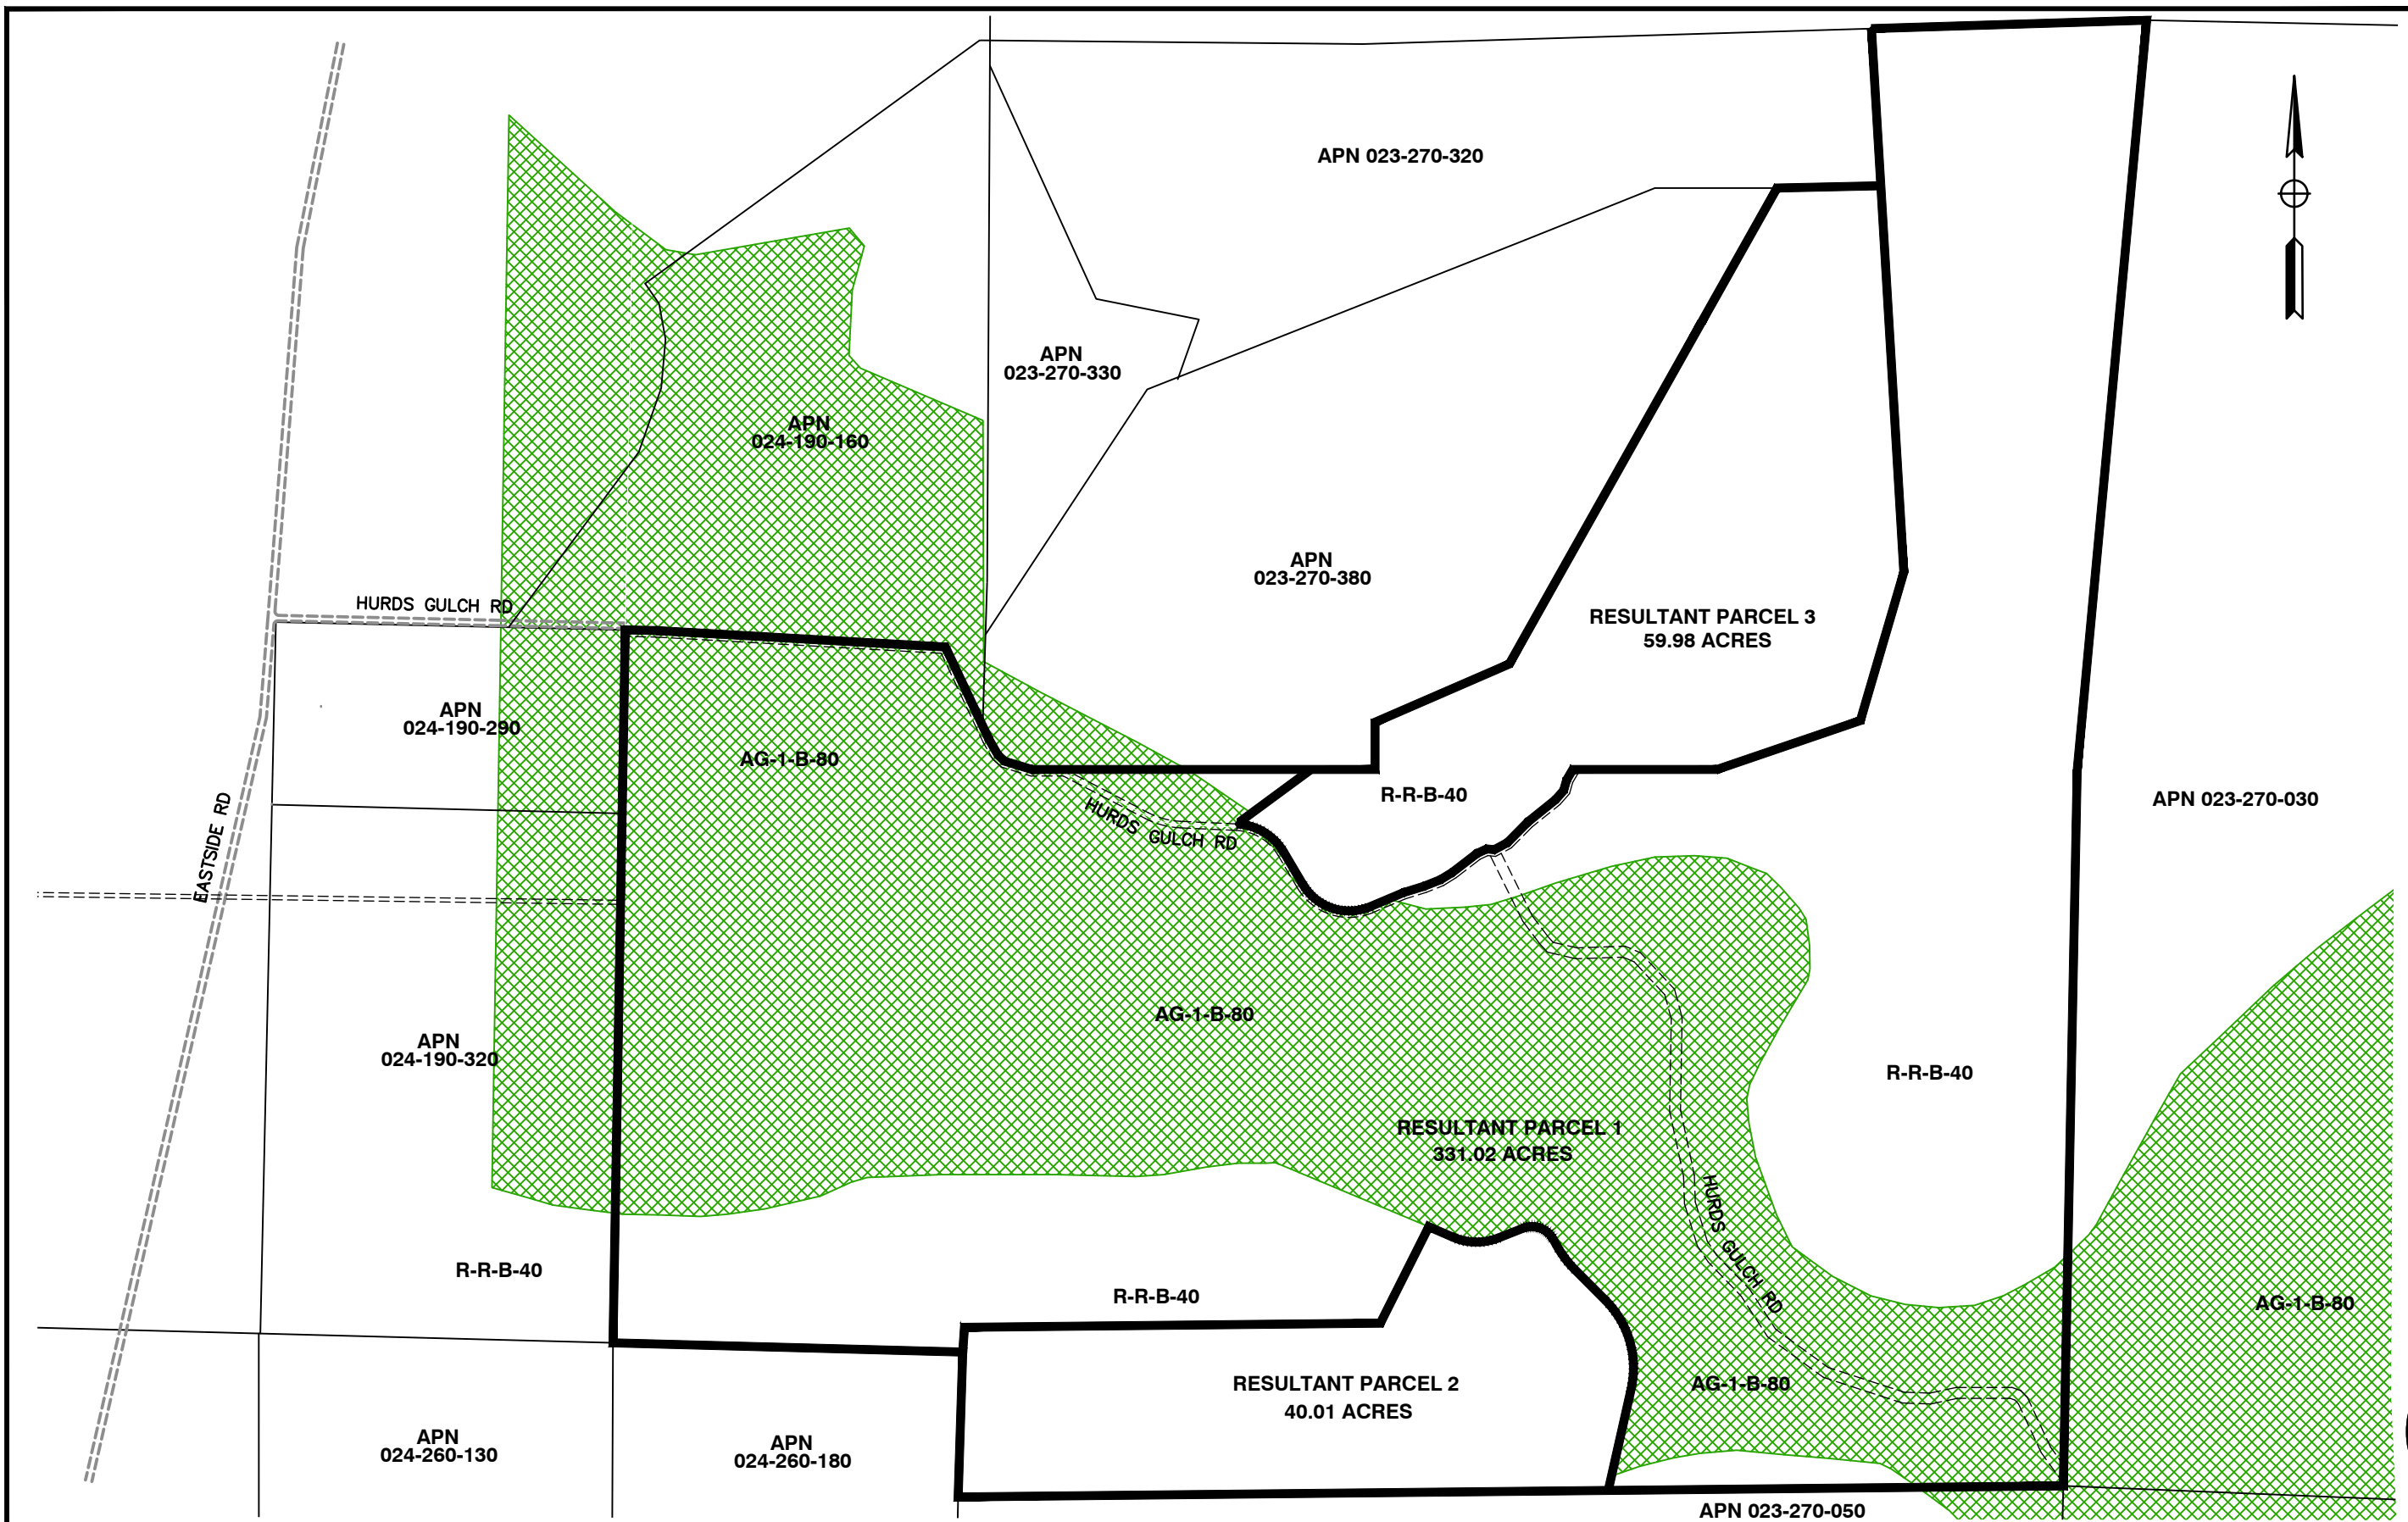 APN 023-270-320
APN
023-270-330
APN
024-190-160
APN
023-270-380
HURDS GULCH RD
RESULTANT PARCEL 3
59.98 ACRES
APN
024-190-290
AG-1-B-80
R-R-B-40
APN 023-270-030
HURDS GULCH RD
EASTSIDE RD
AG-1-B-80
APN
024-190-320
R-R-B-40
RESULTANT PARCEL 1
331.02 ACRES
HURDS GULCH RD
R-R-B-40
R-R-B-40
AG-1-B-80
RESULTANT PARCEL 2
40.01 ACRES
AG-1-B-80
APN
024-260-130
APN
024-260-180
APN 023-270-050